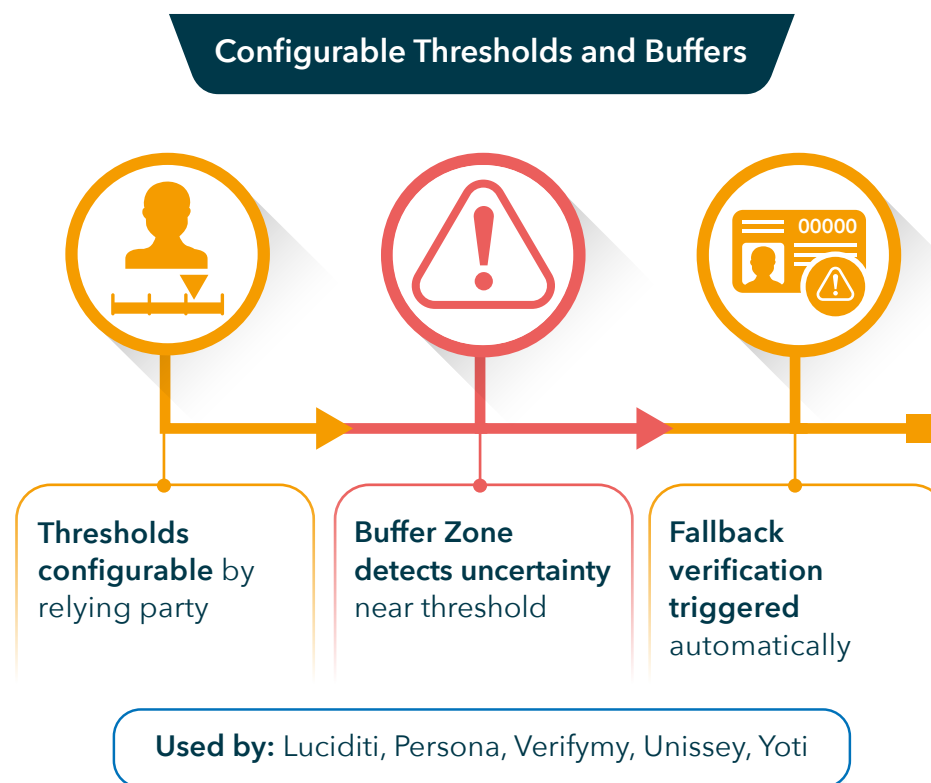 Configurable Thresholds and Buffers
00000
Thresholds
configurable by
relying party
Buffer Zone
detects uncertainty
near threshold
Fallback
verification
triggered
automatically
Used by: Luciditi, Persona, Verifymy, Unissey, Yoti